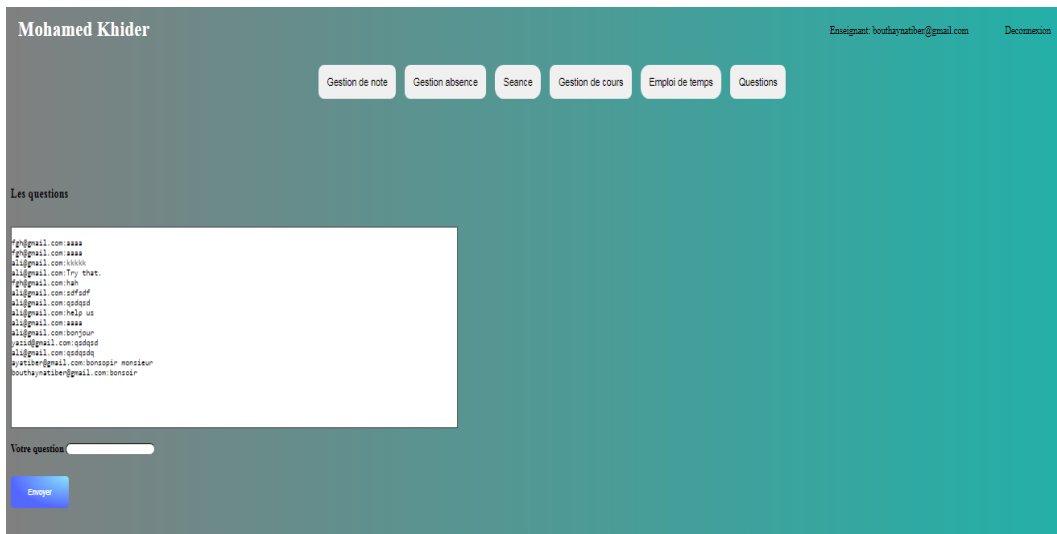 Mohamed Khider
Enseignant: bouthaynatiber@gmail.com Deconnexion
Gestion de note Gestion absence Seance Gestion de cours Emploi de temps Questions
Les questions
fgh@gmail.com:aaaa
fgh@gmail.com:aaaa
ali@gmail.com:kkkkk
ali@gmail.com:Try that.
fgh@gmail.com:hah
ali@gmail.com:sdfsdf
ali@gmail.com:qsdqsd
ali@gmail.com:help us
ali@gmail.com:aaaa
ali@gmail.com:bonjour
yazid@gmail.com:qsdqsd
ali@gmail.com:qsdqsdq
ayatiber@gmail.com:bonsopir monsieur
bouthaynatiber@gmail.com:bonsoir
Votre question
Envoyer